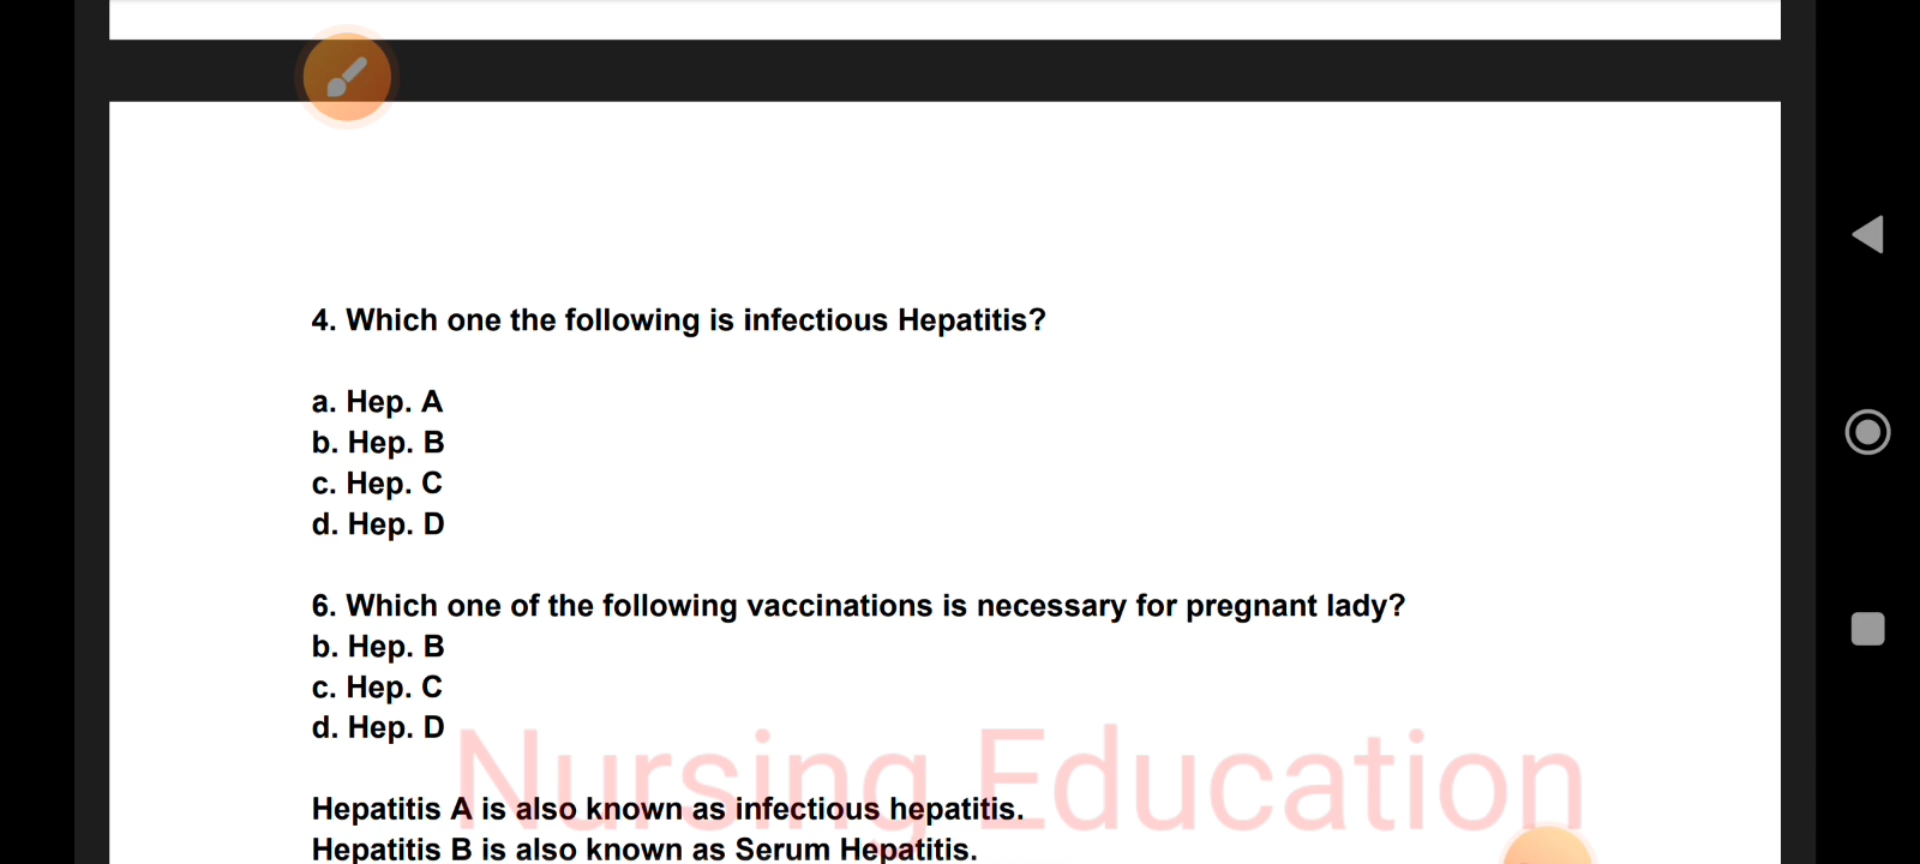 4. Which one the following is infectious Hepatitis?
a. Hep. A
b. Hep. B
c. Hep. C
d. Hep. D
6. Which one of the following vaccinations is necessary for pregnant lady?
b. Hep. B
c. Hep. C
d. Hep. D
Nursing Education
Hepatitis A is also known as infectious hepatitis.
Hepatitis B is also known as Serum Hepatitis.